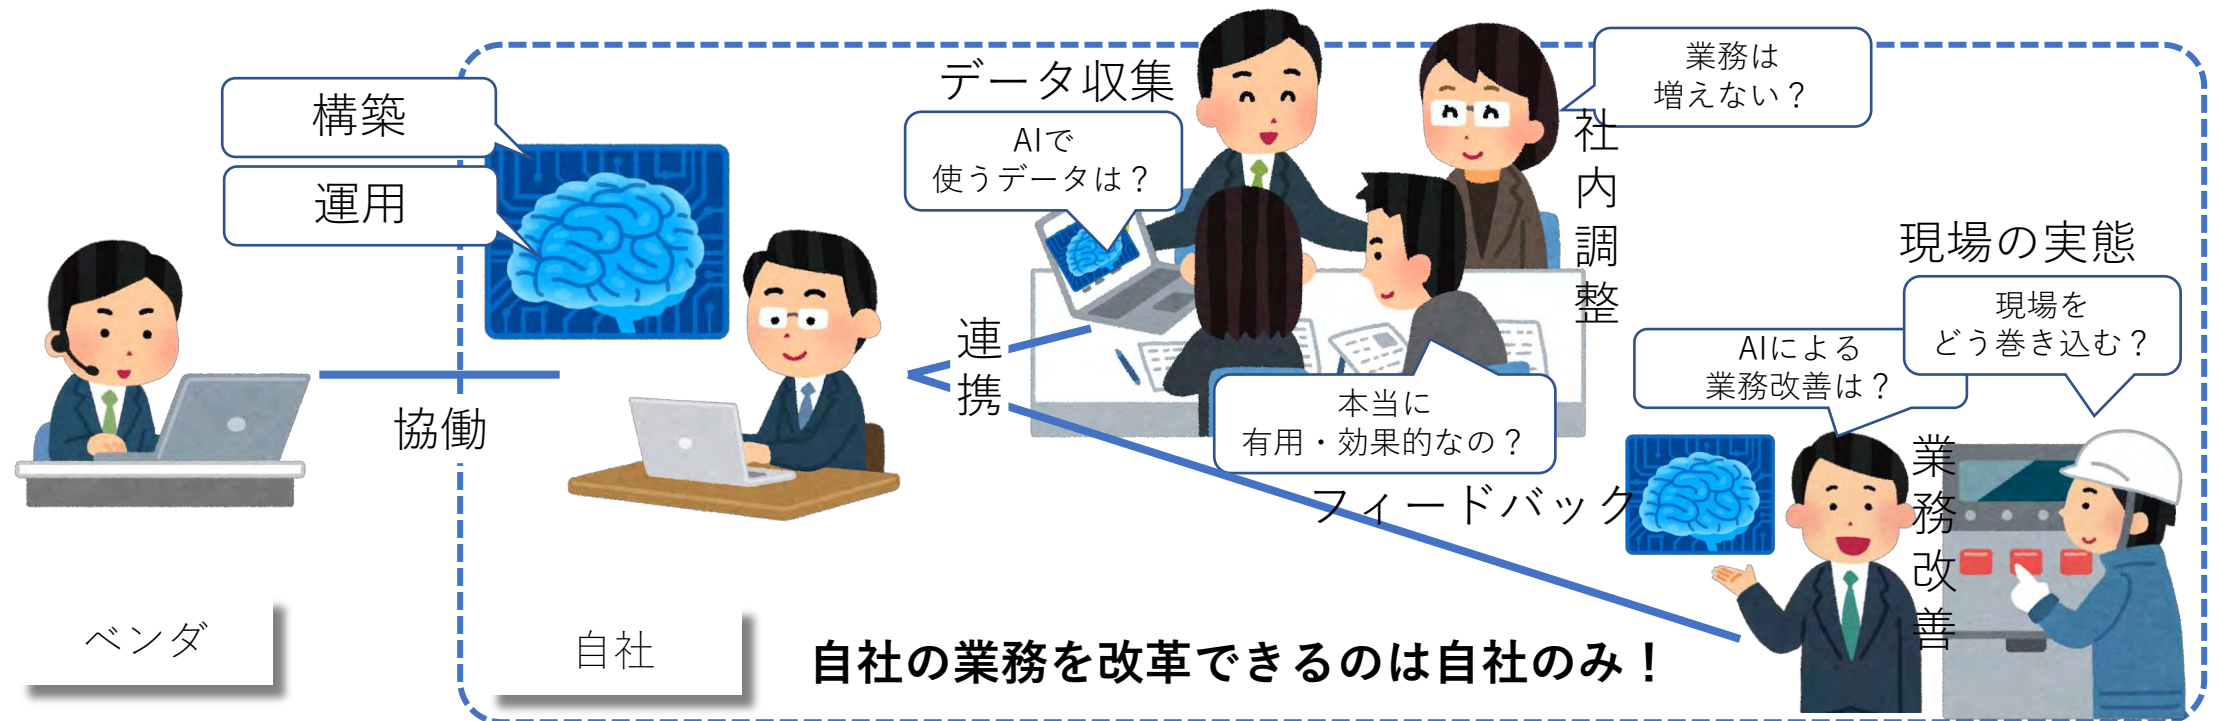 構築
運用
協働
ベンダ
自社
データ収集
AIで
使うデータは？
業務は
増えない？
社内調整
連携
本当に
有用・効果的なの？
フィードバック
現場の実態
現場を
どう巻き込む？
AIによる
業務改善は？
業務改善
自社の業務を改革できるのは自社のみ！